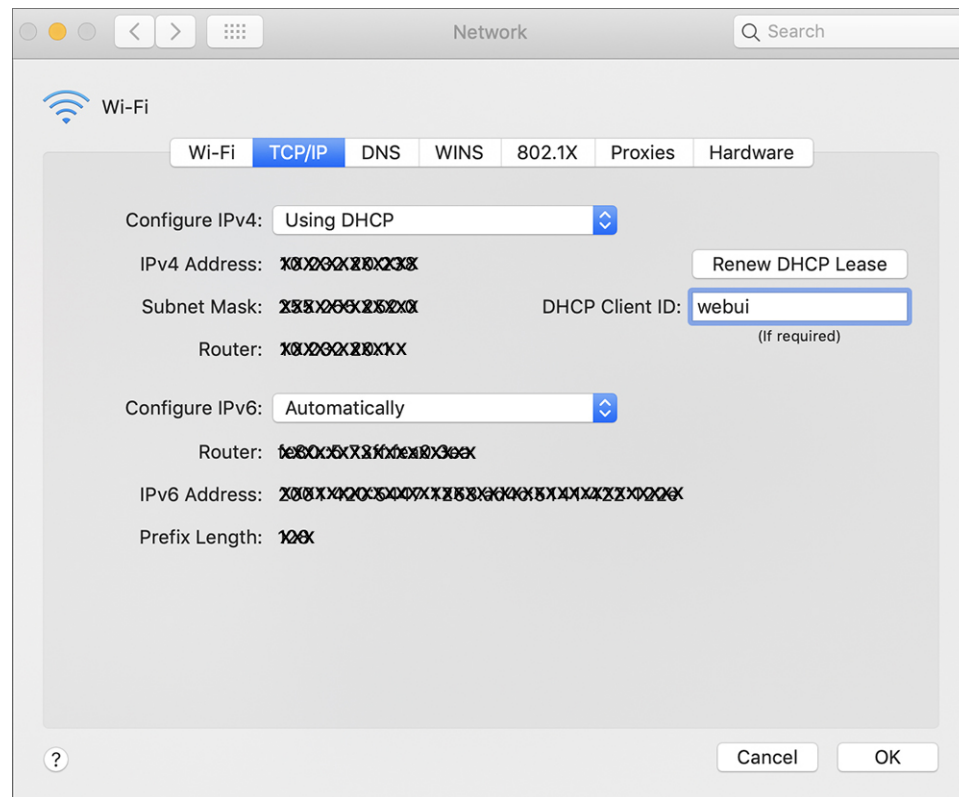 Network
Search
Wi-Fi
Wi-Fi TCP/IP DNS WINS 802.1X Proxies Hardware
Configure IPv4: Using DHCP
IPv4 Address:
Renew DHCP Lease
Subnet Mask:
DHCP Client ID: webui
(If required)
Router:
Configure IPv6: Automatically
Router:
IPv6 Address:
Prefix Length:
?
Cancel OK